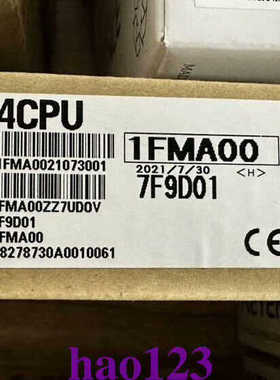 4CPU
1FMA00
1FMA0021073001
2021/7/30 <H>
7F9D01
FMA00ZZ7UD0V
F9D01
FMA00
8278730A0010061
CE
hao123